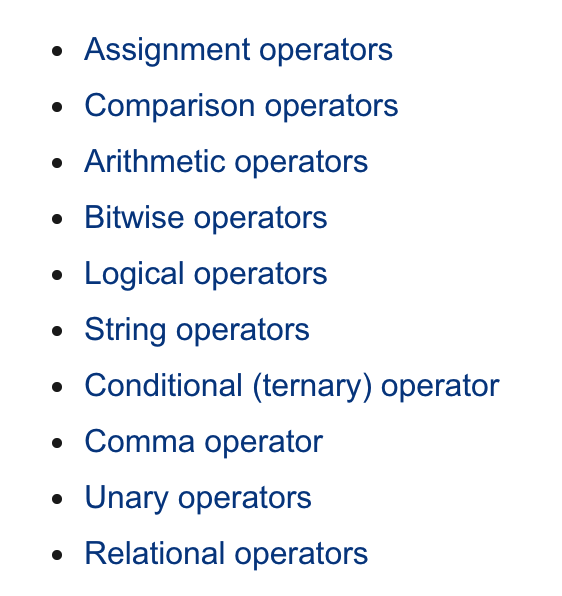 Assignment operators
Comparison operators
Arithmetic operators
Bitwise operators
Logical operators
String operators
Conditional (ternary) operator
Comma operator
Unary operators
Relational operators